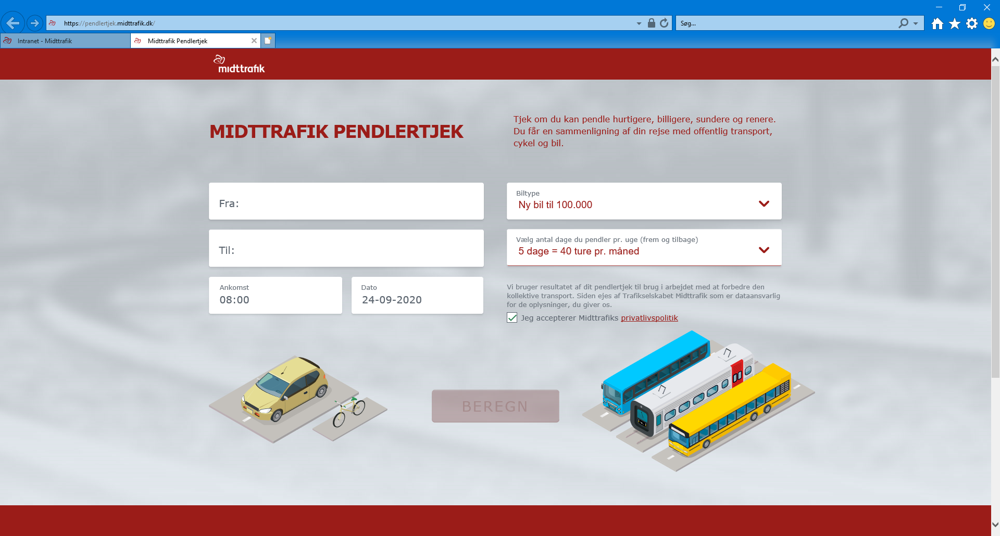 https://pendlertjek.midttrafik.dk/
Søg...
Intranet - Midttrafik
Midttrafik Pendlertjek
midttrafik
MIDTTRAFIK PENDLERTJEK
Tjek om du kan pendle hurtigere, billigere, sundere og renere.
Du får en sammenligning af din rejse med offentlig transport,
cykel og bil.
Fra:
Til:
Ankomst
08:00
Dato
24-09-2020
Biltype
Ny bil til 100.000
Vælg antal dage du pendler pr. uge (frem og tilbage)
5 dage = 40 ture pr. måned
Vi bruger resultatet af dit pendlertjek til brug i arbejdet med at forbedre den
kollektive transport. Siden ejes af Trafikselskabet Midttrafik som er dataansvarlig
for de oplysninger, du giver os.
Jeg accepterer Midttrafiks privatlivspolitik
BEREGN